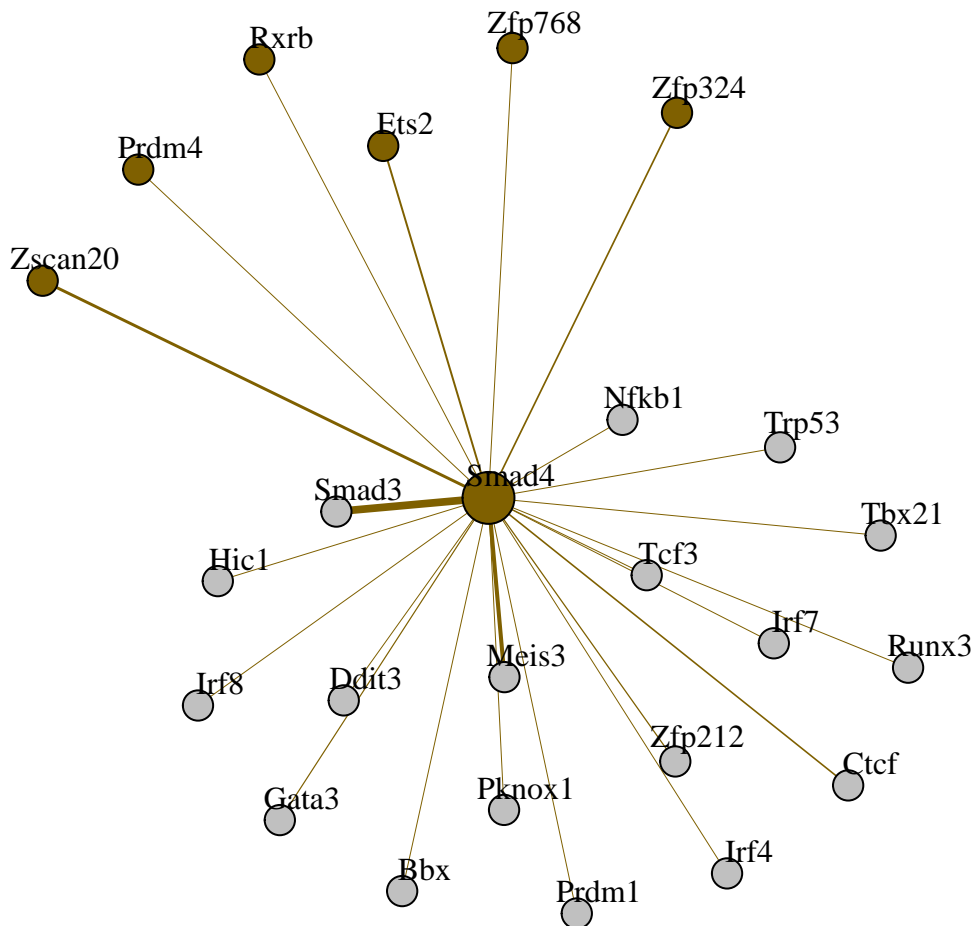 Zfp768
Rxrb
Zfp324
Ets2
Prdm4
Zscan20
Nfkb1
Trp53
Smad4
Smad3
Tbx21
Hic1
Tcf3
Irf7
Runx3
Meis3
Irf8
Ddit3
Zfp212
Ctcf
Pknox1
Gata3
Irf4
Bbx
Prdm1